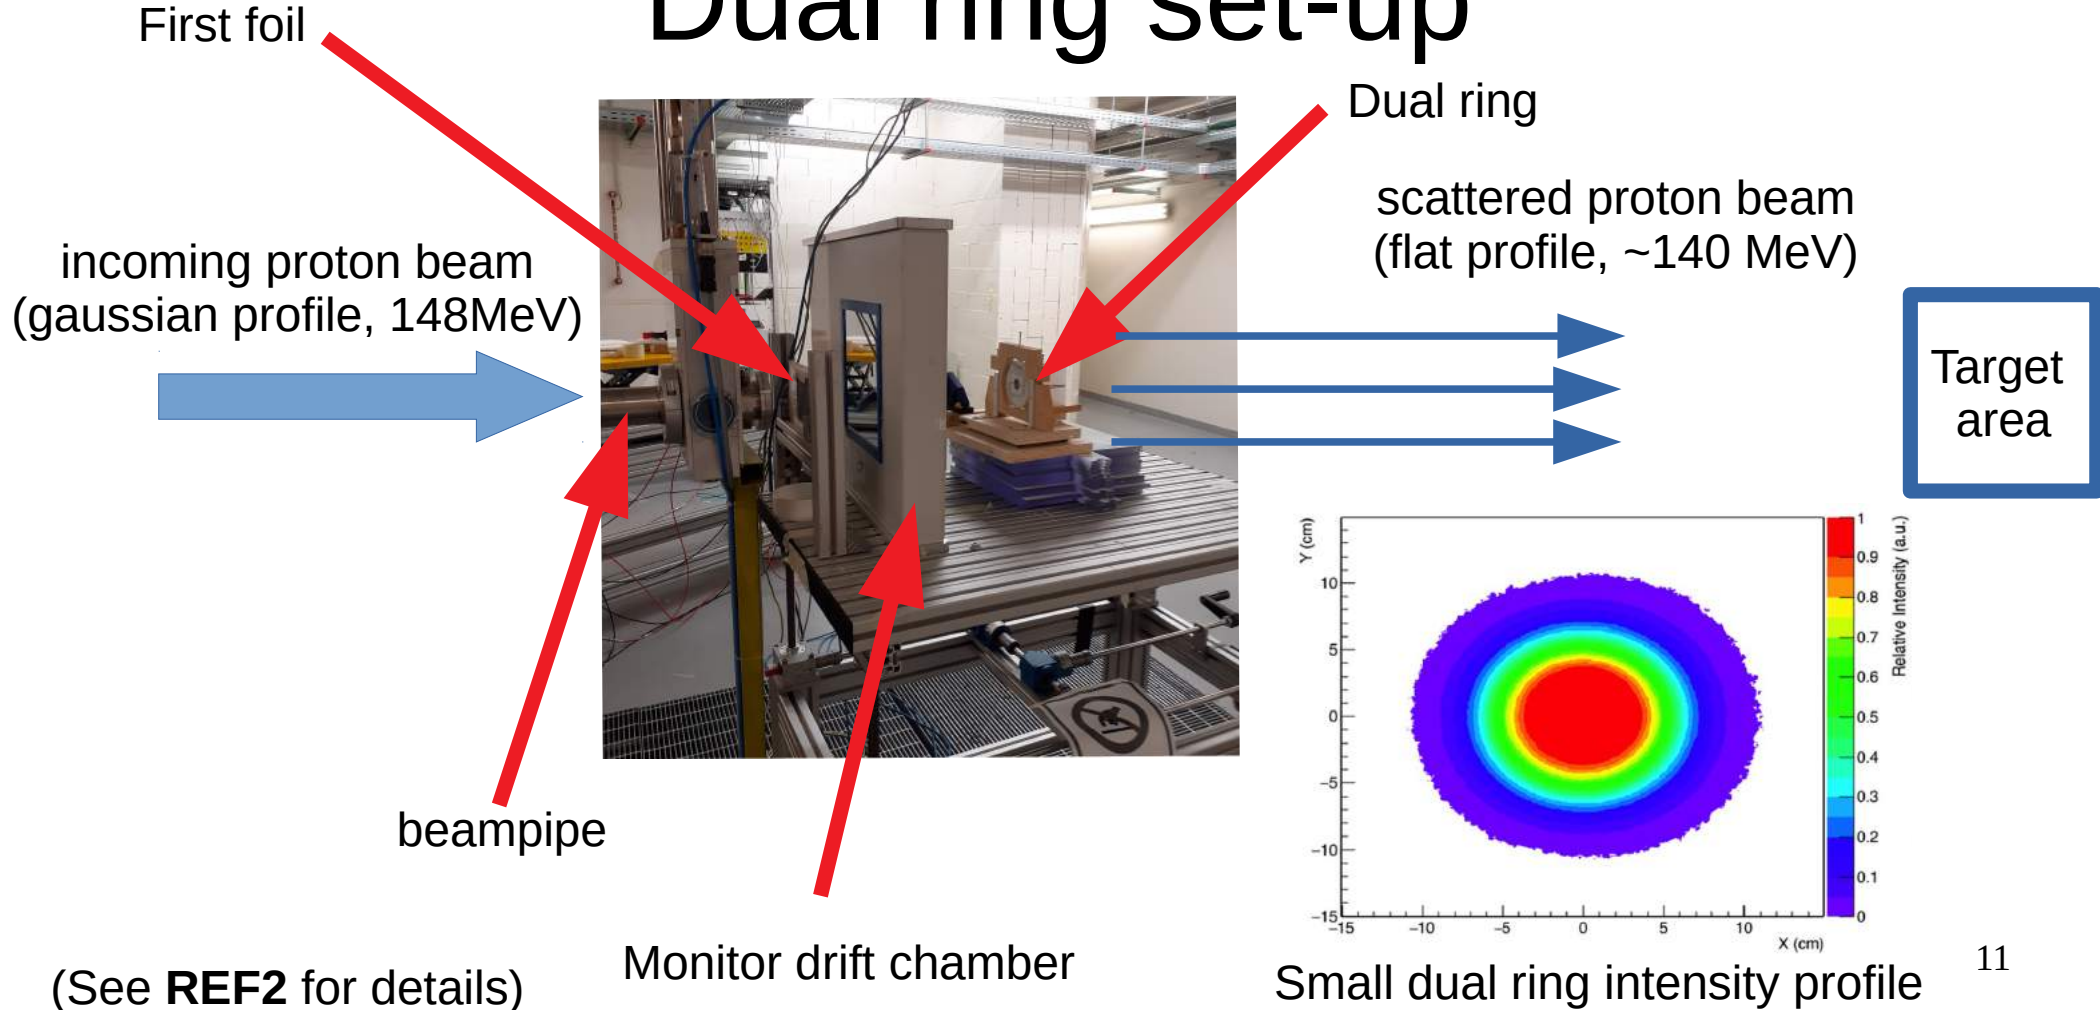 Dual ring set-up
First foil
Dual ring
scattered proton beam
(flat profile, ~140 MeV)
incoming proton beam
(gaussian profile, 148MeV)
Target
area
beampipe
Monitor drift chamber
(See REF2 for details)
Y (cm)
10
5
0
−5
−10
−15
−15
−10
−5
0
5
10
X (cm)
1
0.9
0.8
0.7
0.6
0.5
0.4
0.3
0.2
0.1
0
Relative Intensity (a.u.)
Small dual ring intensity profile
11